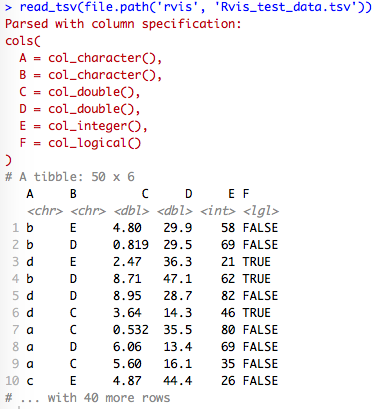 > read_tsv(file.path('rvis', 'Rvis_test_data.tsv'))
Parsed with column specification:
cols(
  A = col_character(),
  B = col_character(),
  C = col_double(),
  D = col_double(),
  E = col_integer(),
  F = col_logical()
)
# A tibble: 50 x 6
   A     B         C     D     E F
   <chr> <chr> <dbl> <dbl> <int> <lgl>
 1 b     E     4.80   29.9    58 FALSE
 2 b     D     0.819  29.5    69 FALSE
 3 d     E     2.47   36.3    21 TRUE
 4 b     D     8.71   47.1    62 TRUE
 5 d     D     8.95   28.7    82 FALSE
 6 d     C     3.64   14.3    46 TRUE
 7 a     C     0.532  35.5    80 FALSE
 8 a     D     6.06   13.4    69 FALSE
 9 a     C     5.60   16.1    35 FALSE
10 c     E     4.87   44.4    26 FALSE
# ... with 40 more rows